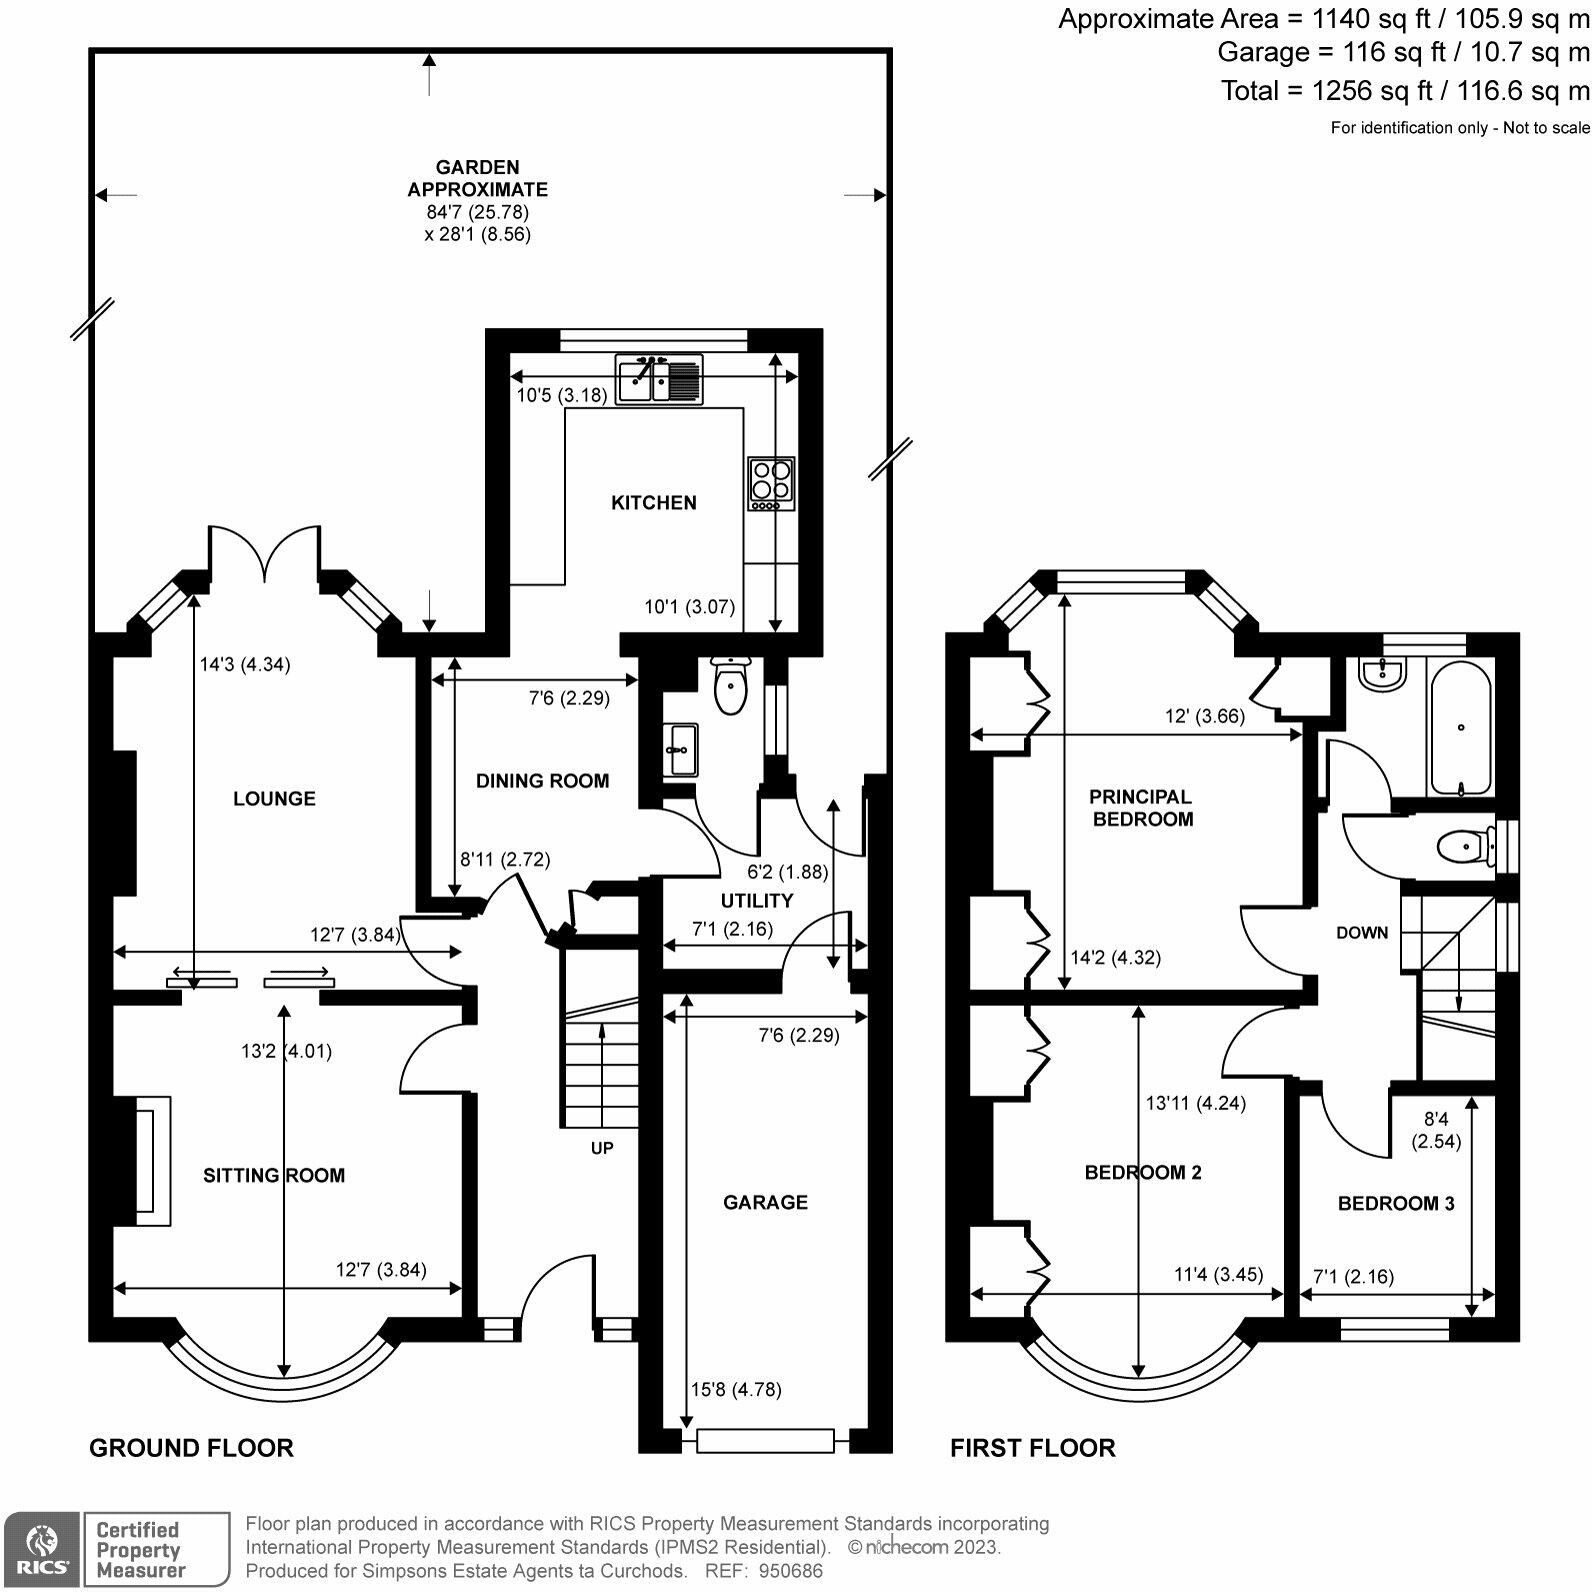 Approximate Area = 1140 sq ft / 105.9 sq m
Garage = 116 sq ft / 10.7 sq m
Total = 1256 sq ft / 116.6 sq m
For identification only - Not to scale
GARDEN
APPROXIMATE
84'7 (25.78)
x 28'1 (8.56)
10'5 (3.18)
KITCHEN
10'1 (3.07)
14'3 (4.34)
7'6 (2.29)
DINING ROOM
LOUNGE
8'11 (2.72)
6'2 (1.88)
UTILITY
7'1 (2.16)
12'7 (3.84)
13'2 (4.01)
7'6 (2.29)
UP
SITTING ROOM
GARAGE
12'7 (3.84)
15'8 (4.78)
GROUND FLOOR
12' (3.66)
PRINCIPAL
BEDROOM
DOWN
14'2 (4.32)
13'11 (4.24)
8'4
(2.54)
BEDROOM 2
BEDROOM 3
11'4 (3.45)
7'1 (2.16)
FIRST FLOOR
RICS
Certified
Property
Measurer
Floor plan produced in accordance with RICS Property Measurement Standards incorporating
International Property Measurement Standards (IPMS2 Residential). © nichecom 2023.
Produced for Simpsons Estate Agents ta Curchods. REF: 950686